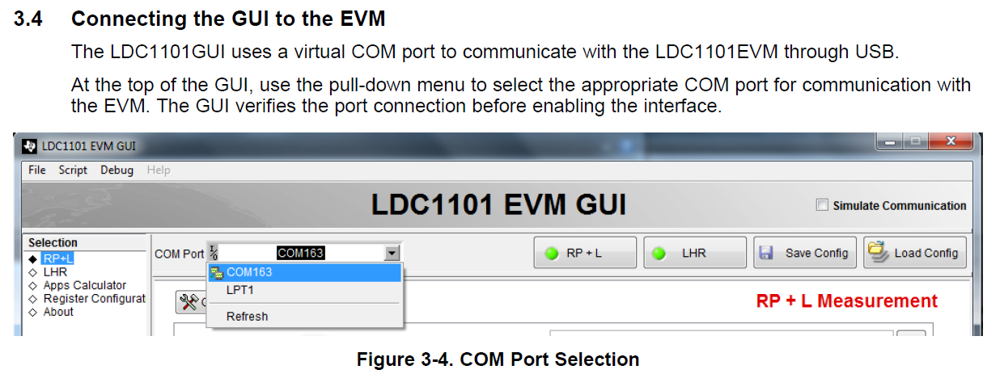 3.4 Connecting the GUI to the EVM
The LDC1101GUI uses a virtual COM port to communicate with the LDC1101EVM through USB.
At the top of the GUI, use the pull-down menu to select the appropriate COM port for communication with
the EVM. The GUI verifies the port connection before enabling the interface.
LDC1101 EVM GUI
File Script Debug Help
LDC1101 EVM GUI
Simulate Communication
Selection
RP+L
LHR
Apps Calculator
Register Configurat
About
COM Port I/O COM163
COM163
LPT1
Refresh
RP + L LHR Save Config Load Config
RP + L Measurement
Figure 3-4. COM Port Selection